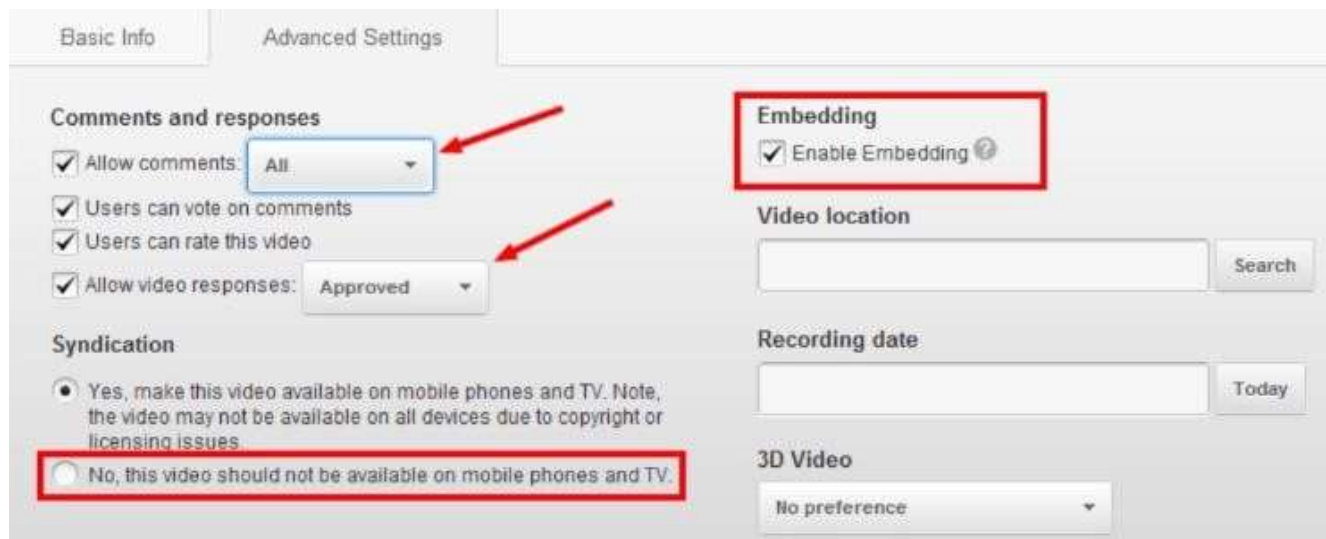 Basic Info
Advanced Settings
Comments and responses
Allow comments: All
Users can vote on comments
Users can rate this video
Allow video responses: Approved
Syndication
Yes, make this video available on mobile phones and TV. Note,
the video may not be available on all devices due to copyright or
licensing issues.
No, this video should not be available on mobile phones and TV.
Embedding
Enable Embedding ?
Video location
Search
Recording date
Today
3D Video
No preference